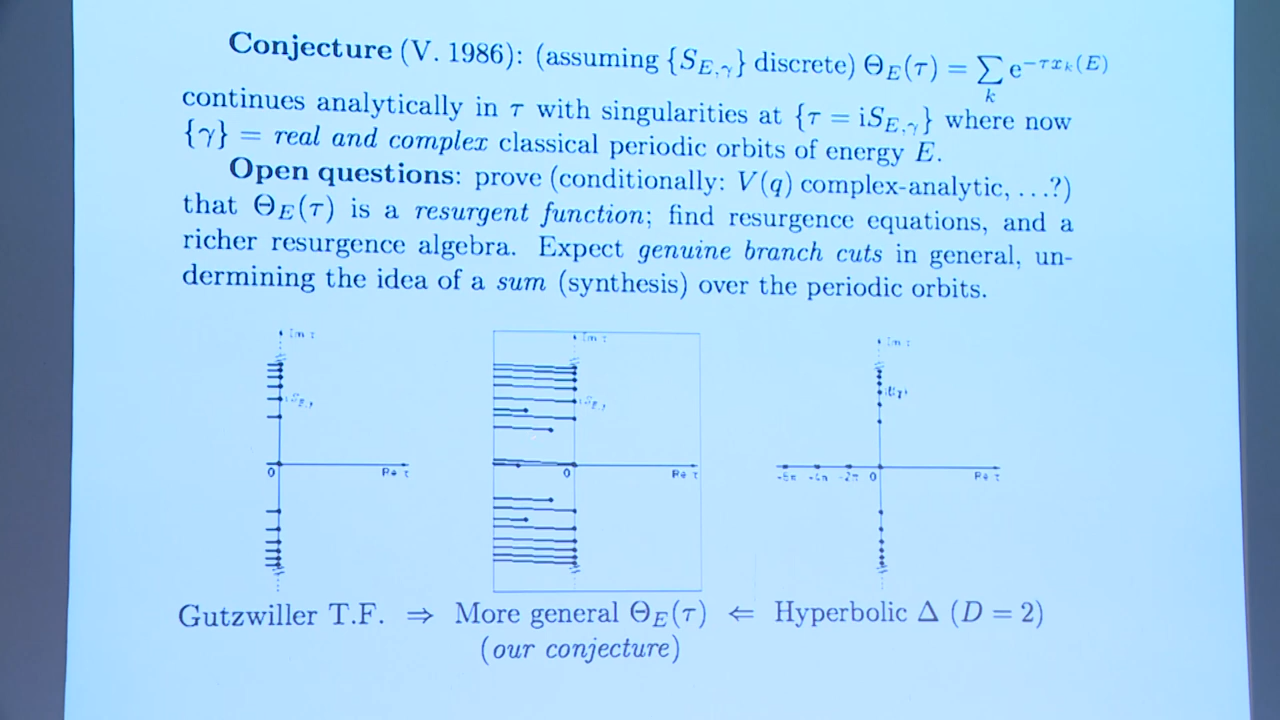 Conjecture (V. 1986): (assuming {S_{E,γ}} discrete) Θ_E(τ) = ∑_k e^{−τx_k(E)}
continues analytically in τ with singularities at {τ = iS_{E,γ}} where now
{γ} = real and complex classical periodic orbits of energy E.
Open questions: prove (conditionally: V(q) complex-analytic, …?)
that Θ_E(τ) is a resurgent function; find resurgence equations, and a
richer resurgence algebra. Expect genuine branch cuts in general, un-
dermining the idea of a sum (synthesis) over the periodic orbits.
Im τ
iS_{E,γ}
0
Re τ
Im τ
iS_{E,γ}
0
Re τ
Im τ
-6π -4π -2π 0
Re τ
Gutzwiller T.F. ⇒ More general Θ_E(τ) ⇐ Hyperbolic Δ (D = 2)
(our conjecture)